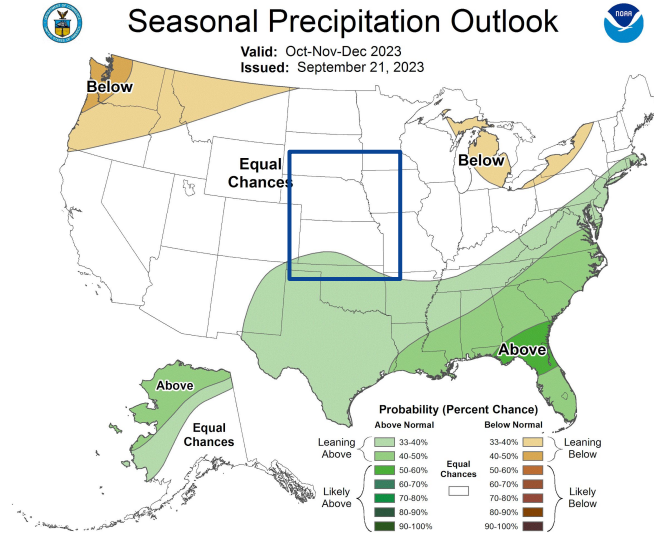 Seasonal Precipitation Outlook
NOAA
Valid: Oct-Nov-Dec 2023
Issued: September 21, 2023
Below
Equal
Chances
Below
Above
Above
Equal
Chances
Probability (Percent Chance)
Above Normal
Below Normal
Leaning
Above
33-40%
40-50%
50-60%
60-70%
70-80%
80-90%
90-100%
Likely
Above
Equal
Chances
33-40%
40-50%
50-60%
60-70%
70-80%
80-90%
90-100%
Leaning
Below
Likely
Below